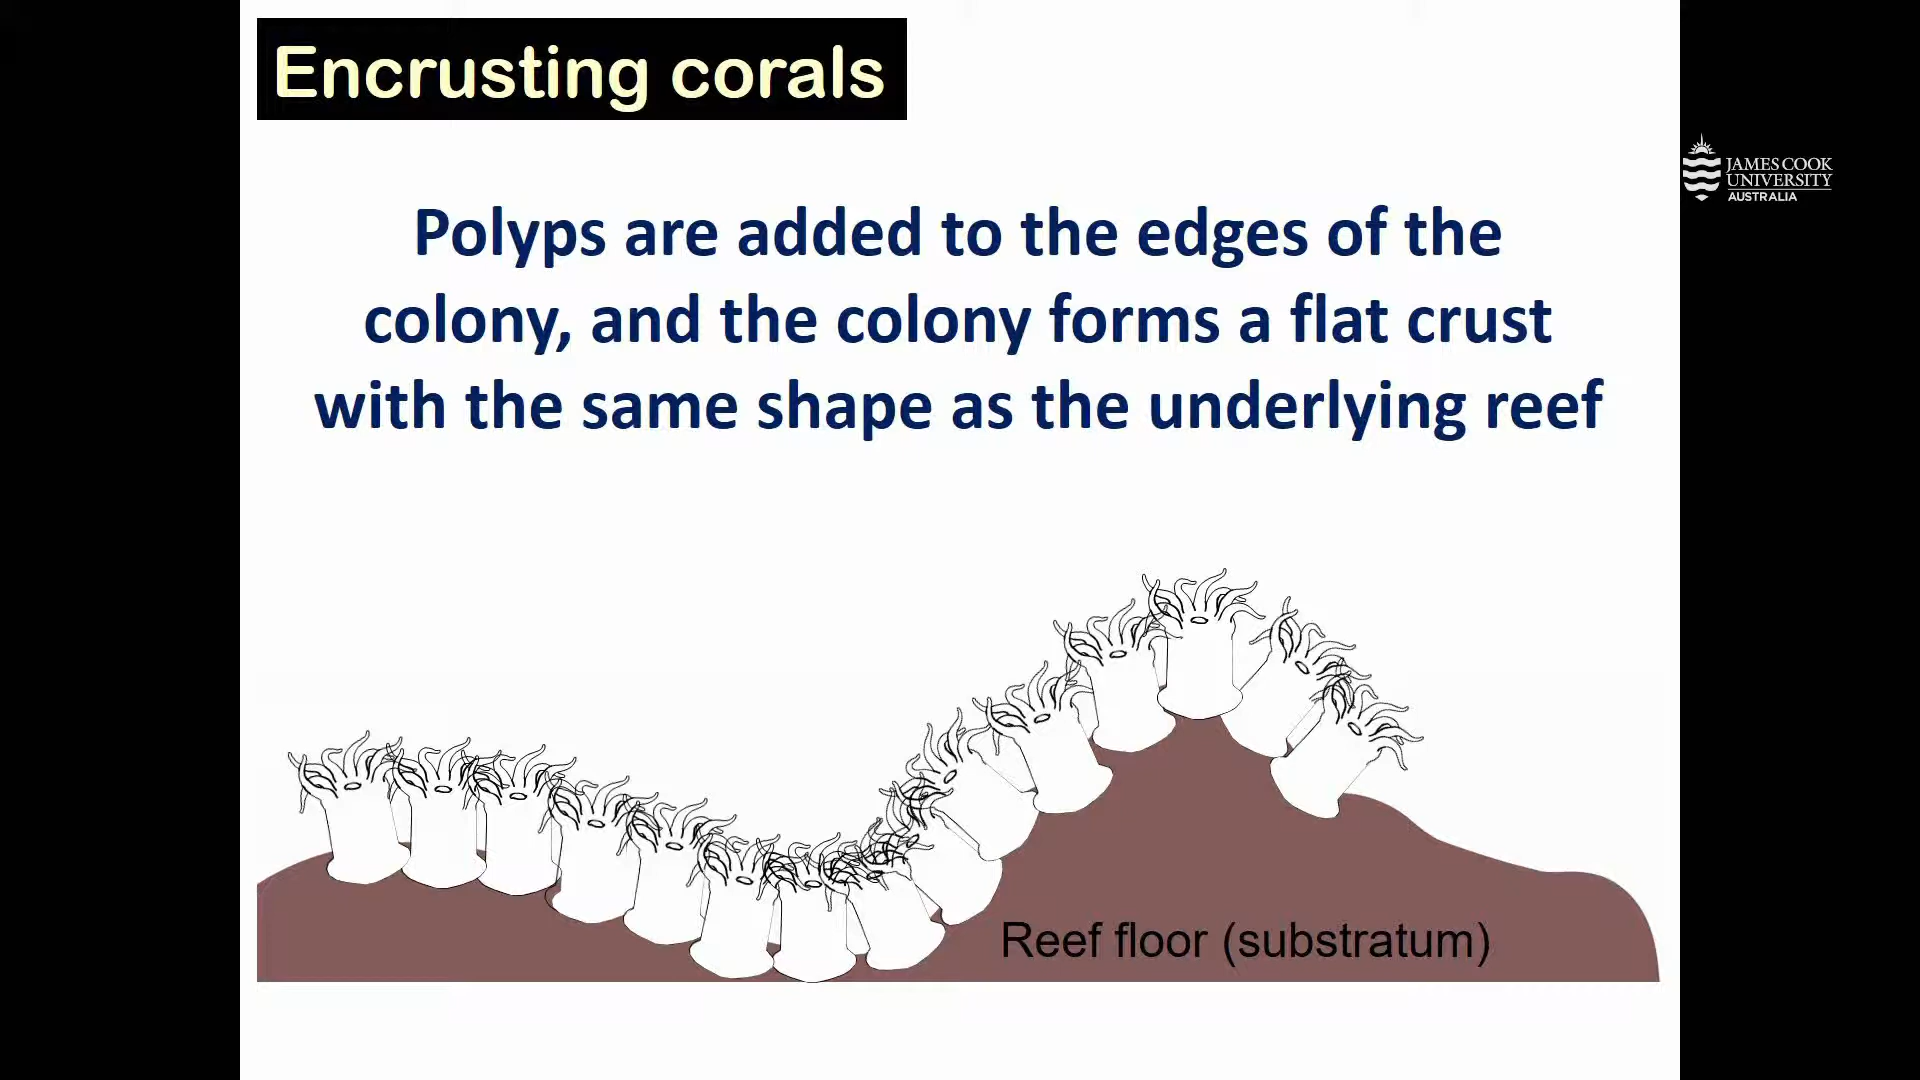 Encrusting corals
JAMES COOK
UNIVERSITY
AUSTRALIA
Polyps are added to the edges of the
colony, and the colony forms a flat crust
with the same shape as the underlying reef
Reef floor (substratum)